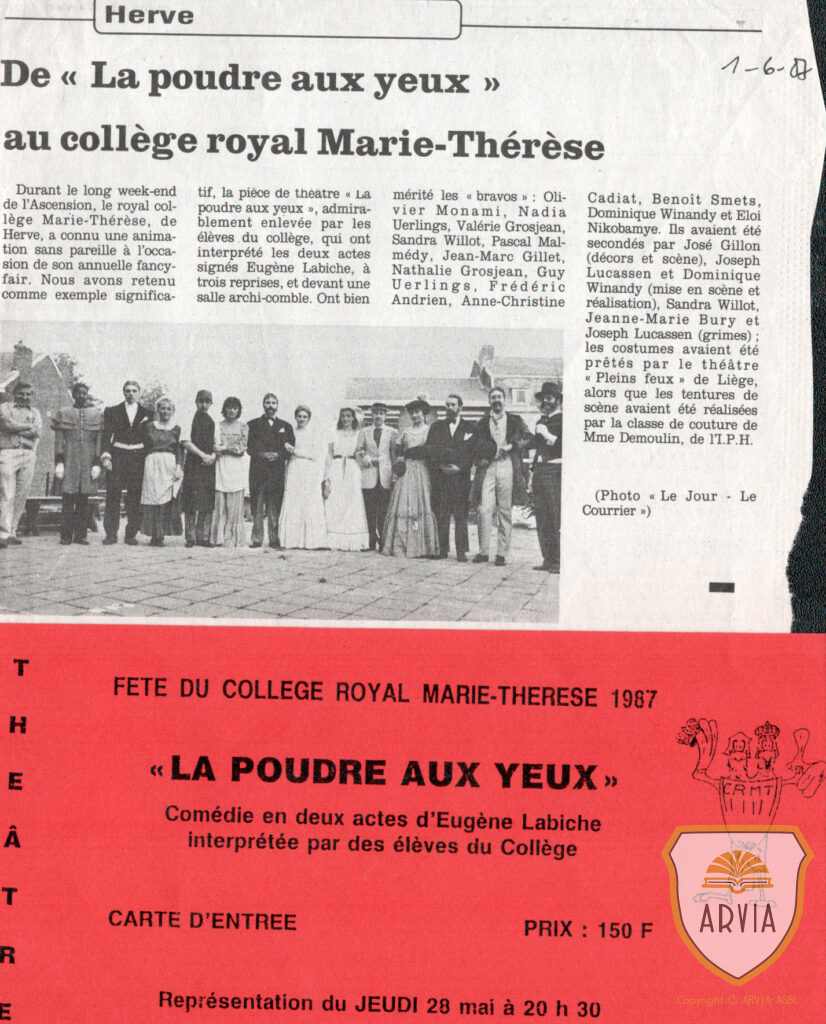 Herve
1-6-87
De « La poudre aux yeux »
au collège royal Marie-Thérèse
Durant le long week-end
de l'Ascension, le royal col-
lège Marie-Thérèse, de
Herve, a connu une anima-
tion sans pareille à l'occa-
sion de son annuelle fancy-
fair. Nous avons retenu
comme exemple significa-
tif, la pièce de théâtre « La
poudre aux yeux », admira-
blement enlevée par les
élèves du collège, qui ont
interprété les deux actes
signés Eugène Labiche, à
trois reprises, et devant une
salle archi-comble. Ont bien
mérité les « bravos » : Oli-
vier Monami, Nadia
Uerlings, Valérie Grosjean,
Sandra Willot, Pascal Mal-
médy, Jean-Marc Gillet,
Nathalie Grosjean, Guy
Uerlings, Frédéric
Andrien, Anne-Christine
Cadiat, Benoît Smets,
Dominique Winandy et Eloi
Nikobamye. Ils avaient été
secondés par José Gillon
(décors et scène), Joseph
Lucassen et Dominique
Winandy (mise en scène et
réalisation), Sandra Willot,
Jeanne-Marie Bury et
Joseph Lucassen (grimes) ;
les costumes avaient été
prêtés par le théâtre
« Pleins feux » de Liège,
alors que les tentures de
scène avaient été réalisées
par la classe de couture de
Mme Demoulin, de l'I.P.H.
(Photo « Le Jour - Le
Courrier »)
THEÂTRE
FETE DU COLLEGE ROYAL MARIE-THERESE 1987
« LA POUDRE AUX YEUX »
Comédie en deux actes d'Eugène Labiche
interprétée par des élèves du Collège
CRMT
CARTE D'ENTREE
PRIX : 150 F
ARVIA
Représentation du JEUDI 28 mai à 20 h 30
Copyright © ARVIA ASBL